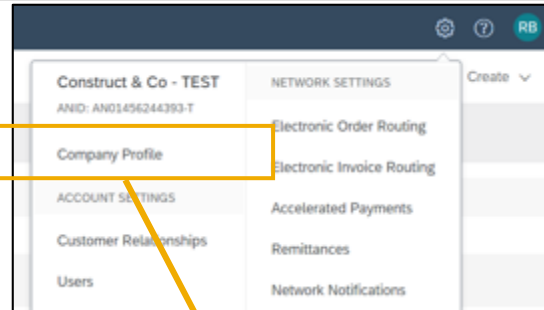 RB
Construct & Co - TEST
ANID: AN01456244393-T
Company Profile
ACCOUNT SETTINGS
Customer Relationships
Users
NETWORK SETTINGS
Electronic Order Routing
Electronic Invoice Routing
Accelerated Payments
Remittances
Network Notifications
Create